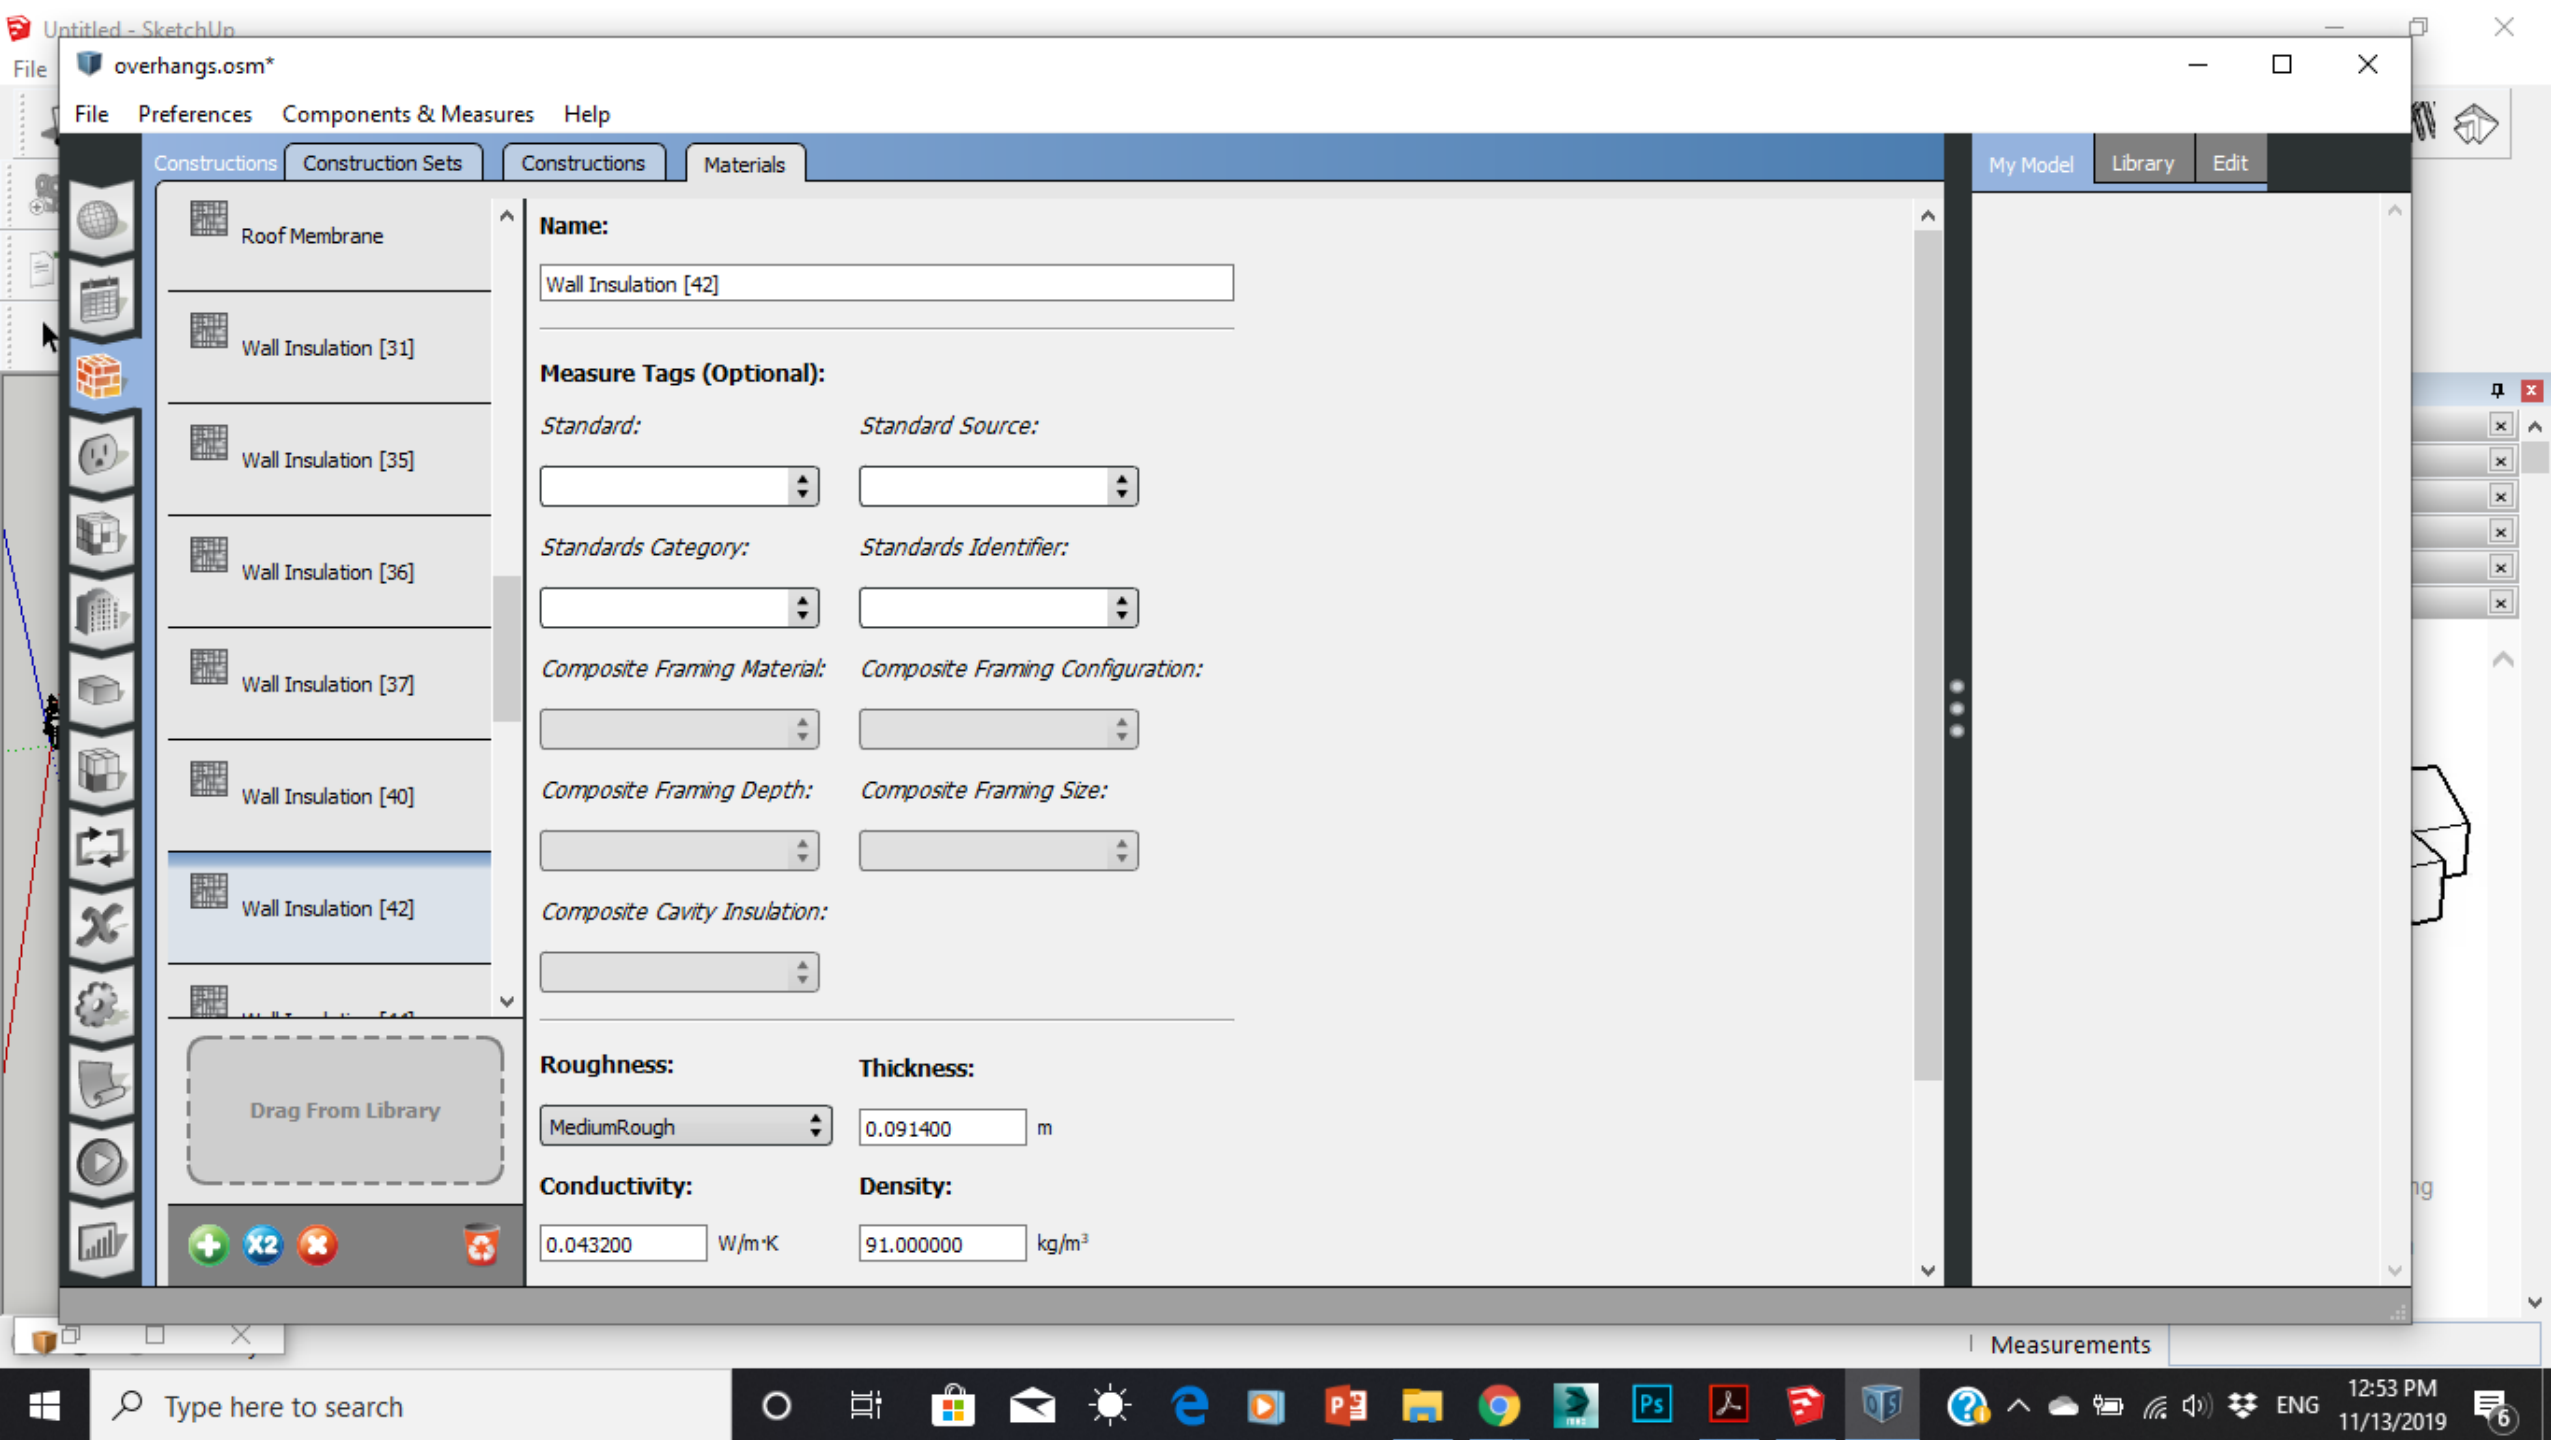 Untitled - SketchUp
File
overhangs.osm*
File Preferences Components & Measures Help
Constructions Construction Sets Constructions Materials
My Model Library Edit
Roof Membrane
Wall Insulation [31]
Wall Insulation [35]
Wall Insulation [36]
Wall Insulation [37]
Wall Insulation [40]
Wall Insulation [42]
Drag From Library
X2
Name:
Wall Insulation [42]
Measure Tags (Optional):
Standard: Standard Source:
Standards Category: Standards Identifier:
Composite Framing Material: Composite Framing Configuration:
Composite Framing Depth: Composite Framing Size:
Composite Cavity Insulation:
Roughness: Thickness:
MediumRough 0.091400 m
Conductivity: Density:
0.043200 W/m·K 91.000000 kg/m³
ng
Measurements
Type here to search
Ps
ENG
12:53 PM
11/13/2019
6